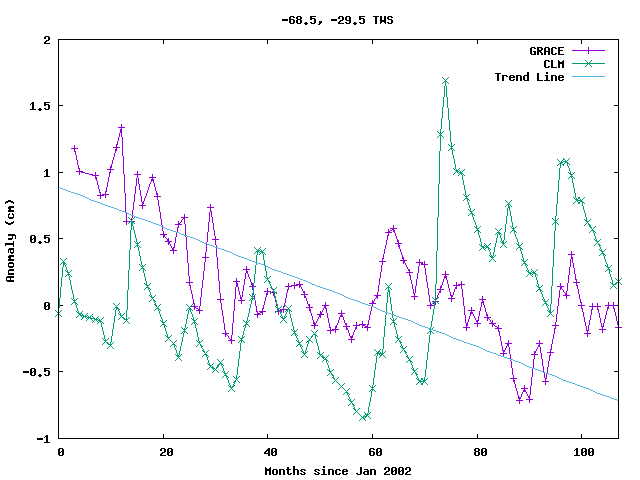 -68.5, -29.5 TWS
GRACE
CLM
Trend Line
2
1.5
1
0.5
0
-0.5
-1
Anomaly (cm)
0 20 40 60 80 100
Months since Jan 2002